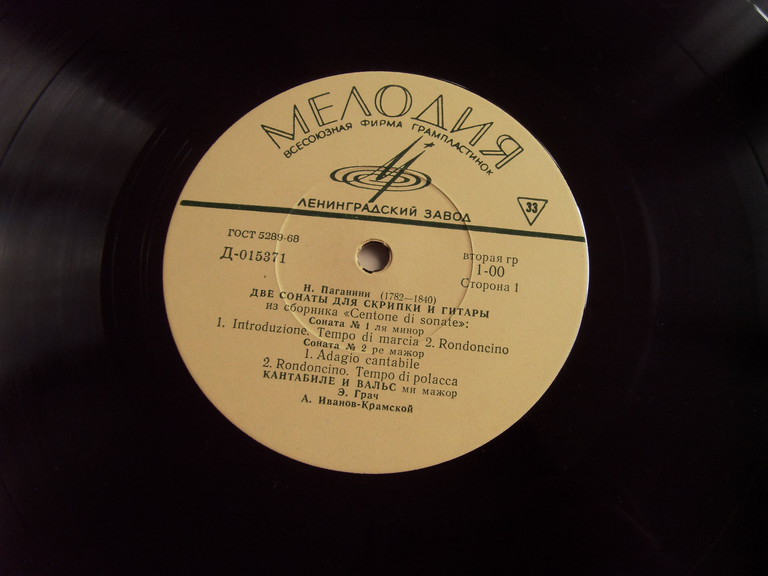 МЕЛОДИЯ
ВСЕСОЮЗНАЯ ФИРМА ГРАМПЛАСТИНОК
ЛЕНИНГРАДСКИЙ ЗАВОД
33
ГОСТ 5289-68
Д-015371
вторая гр
1-00
Сторона 1
Н. Паганини (1782—1840)
ДВЕ СОНАТЫ ДЛЯ СКРИПКИ И ГИТАРЫ
из сборника «Centone di sonate»:
Соната № 1 ля минор
1. Introduzione. Tempo di marcia 2. Rondoncino
Соната № 2 ре мажор
1. Adagio cantabile
2. Rondoncino. Tempo di polacca
КАНТАБИЛЕ И ВАЛЬС ми мажор
Э. Грач
А. Иванов-Крамской